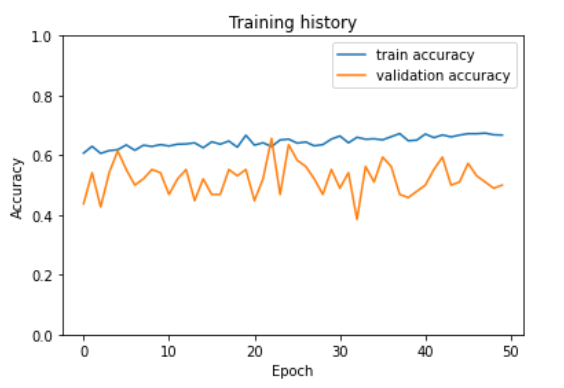 Training history
1.0
train accuracy
validation accuracy
0.8
0.6
0.4
0.2
0.0
Accuracy
0 10 20 30 40 50
Epoch